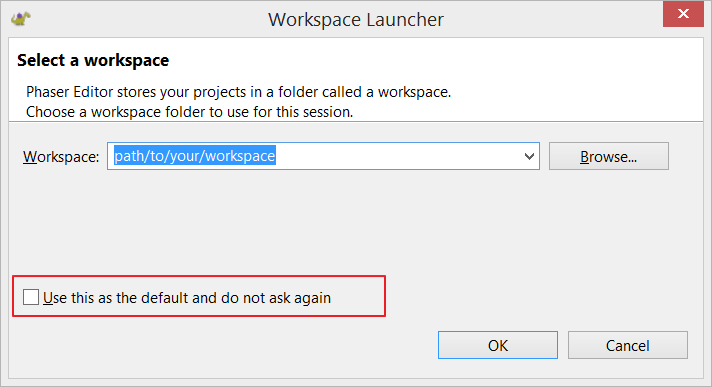 Workspace Launcher
Select a workspace
Phaser Editor stores your projects in a folder called a workspace.
Choose a workspace folder to use for this session.
Workspace: path/to/your/workspace Browse...
Use this as the default and do not ask again
OK Cancel